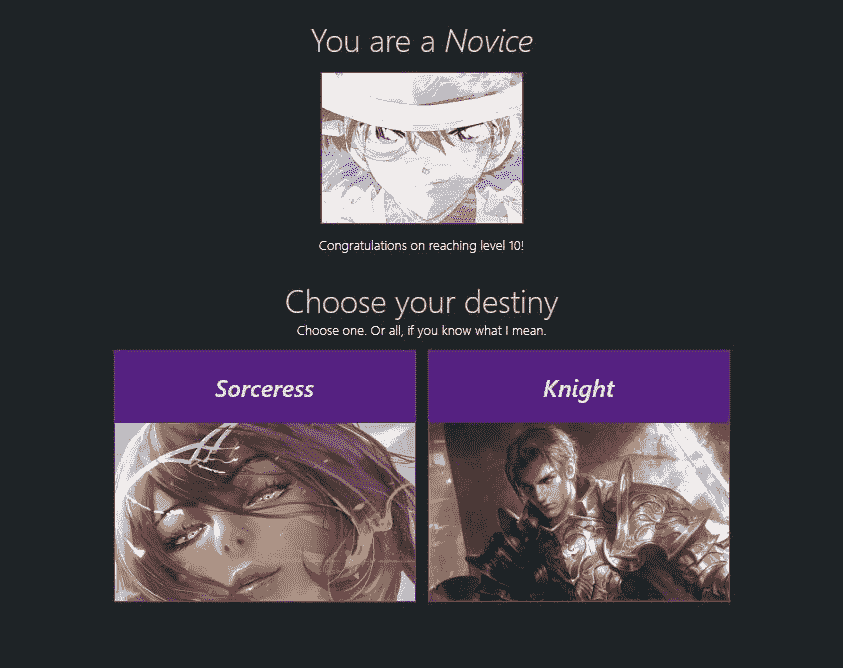 You are a Novice
Congratulations on reaching level 10!
Choose your destiny
Choose one. Or all, if you know what I mean.
Sorceress
Knight